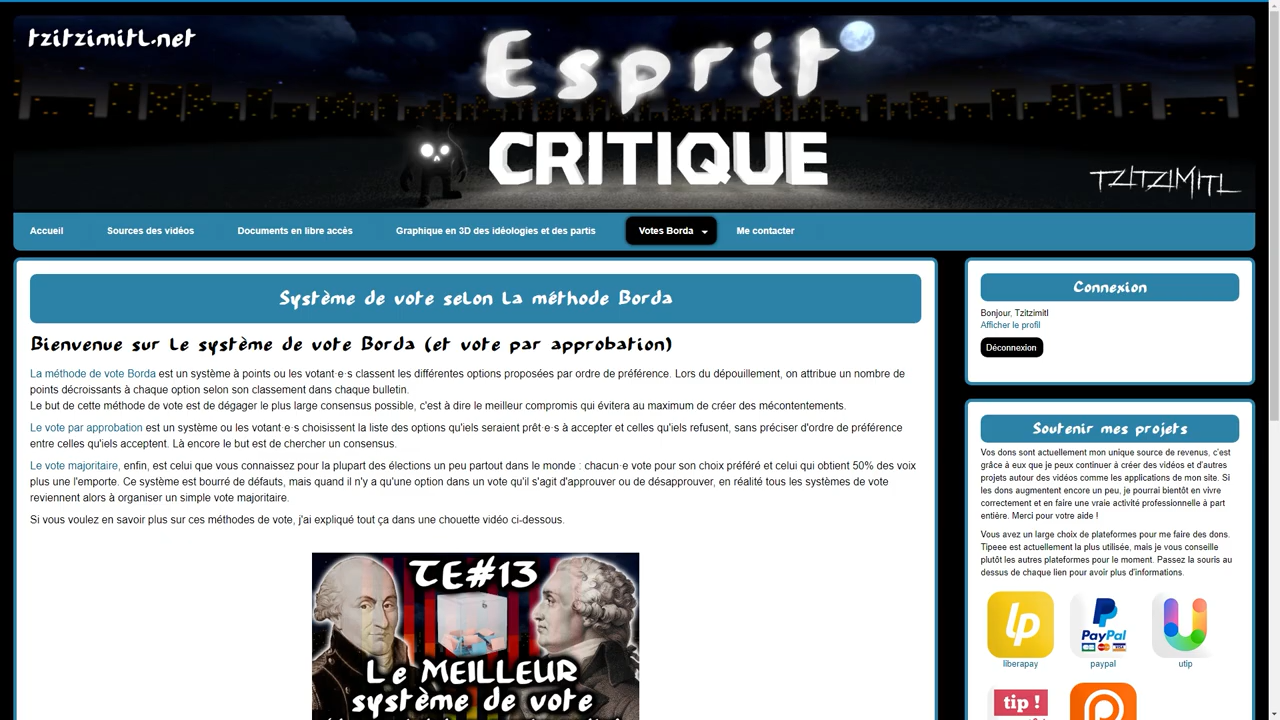 tzitzimitl.net
Esprit
CRITIQUE
TZITZIMITL
Accueil
Sources des vidéos
Documents en libre accès
Graphique en 3D des idéologies et des partis
Votes Borda
Me contacter
Système de vote selon la méthode Borda
Bienvenue sur le système de vote Borda (et vote par approbation)
La méthode de vote Borda est un système à points ou les votant·e·s classent les différentes options proposées par ordre de préférence. Lors du dépouillement, on attribue un nombre de
points décroissants à chaque option selon son classement dans chaque bulletin.
Le but de cette méthode de vote est de dégager le plus large consensus possible, c'est à dire le meilleur compromis qui évitera au maximum de créer des mécontentements.
Le vote par approbation est un système ou les votant·e·s choisissent la liste des options qu'iels seraient prêt·e·s à accepter et celles qu'iels refusent, sans préciser d'ordre de préférence
entre celles qu'iels acceptent. Là encore le but est de chercher un consensus.
Le vote majoritaire, enfin, est celui que vous connaissez pour la plupart des élections un peu partout dans le monde : chacun·e vote pour son choix préféré et celui qui obtient 50% des voix
plus une l'emporte. Ce système est bourré de défauts, mais quand il n'y a qu'une option dans un vote qu'il s'agit d'approuver ou de désapprouver, en réalité tous les systèmes de vote
reviennent alors à organiser un simple vote majoritaire.
Si vous voulez en savoir plus sur ces méthodes de vote, j'ai expliqué tout ça dans une chouette vidéo ci-dessous.
TE#13
Le MEILLEUR
système de vote
Connexion
Bonjour, Tzitzimitl
Afficher le profil
Déconnexion
Soutenir mes projets
Vos dons sont actuellement mon unique source de revenus, c'est
grâce à eux que je peux continuer à créer des vidéos et d'autres
projets autour des vidéos comme les applications de mon site. Si
les dons augmentent encore un peu, je pourrai bientôt en vivre
correctement et en faire une vraie activité professionnelle à part
entière. Merci pour votre aide !
Vous avez un large choix de plateformes pour me faire des dons.
Tipeee est actuellement la plus utilisée, mais je vous conseille
plutôt les autres plateformes pour le moment. Passez la souris au
dessus de chaque lien pour avoir plus d'informations.
lp
PayPal
VISA
liberapay
paypal
utip
tip !